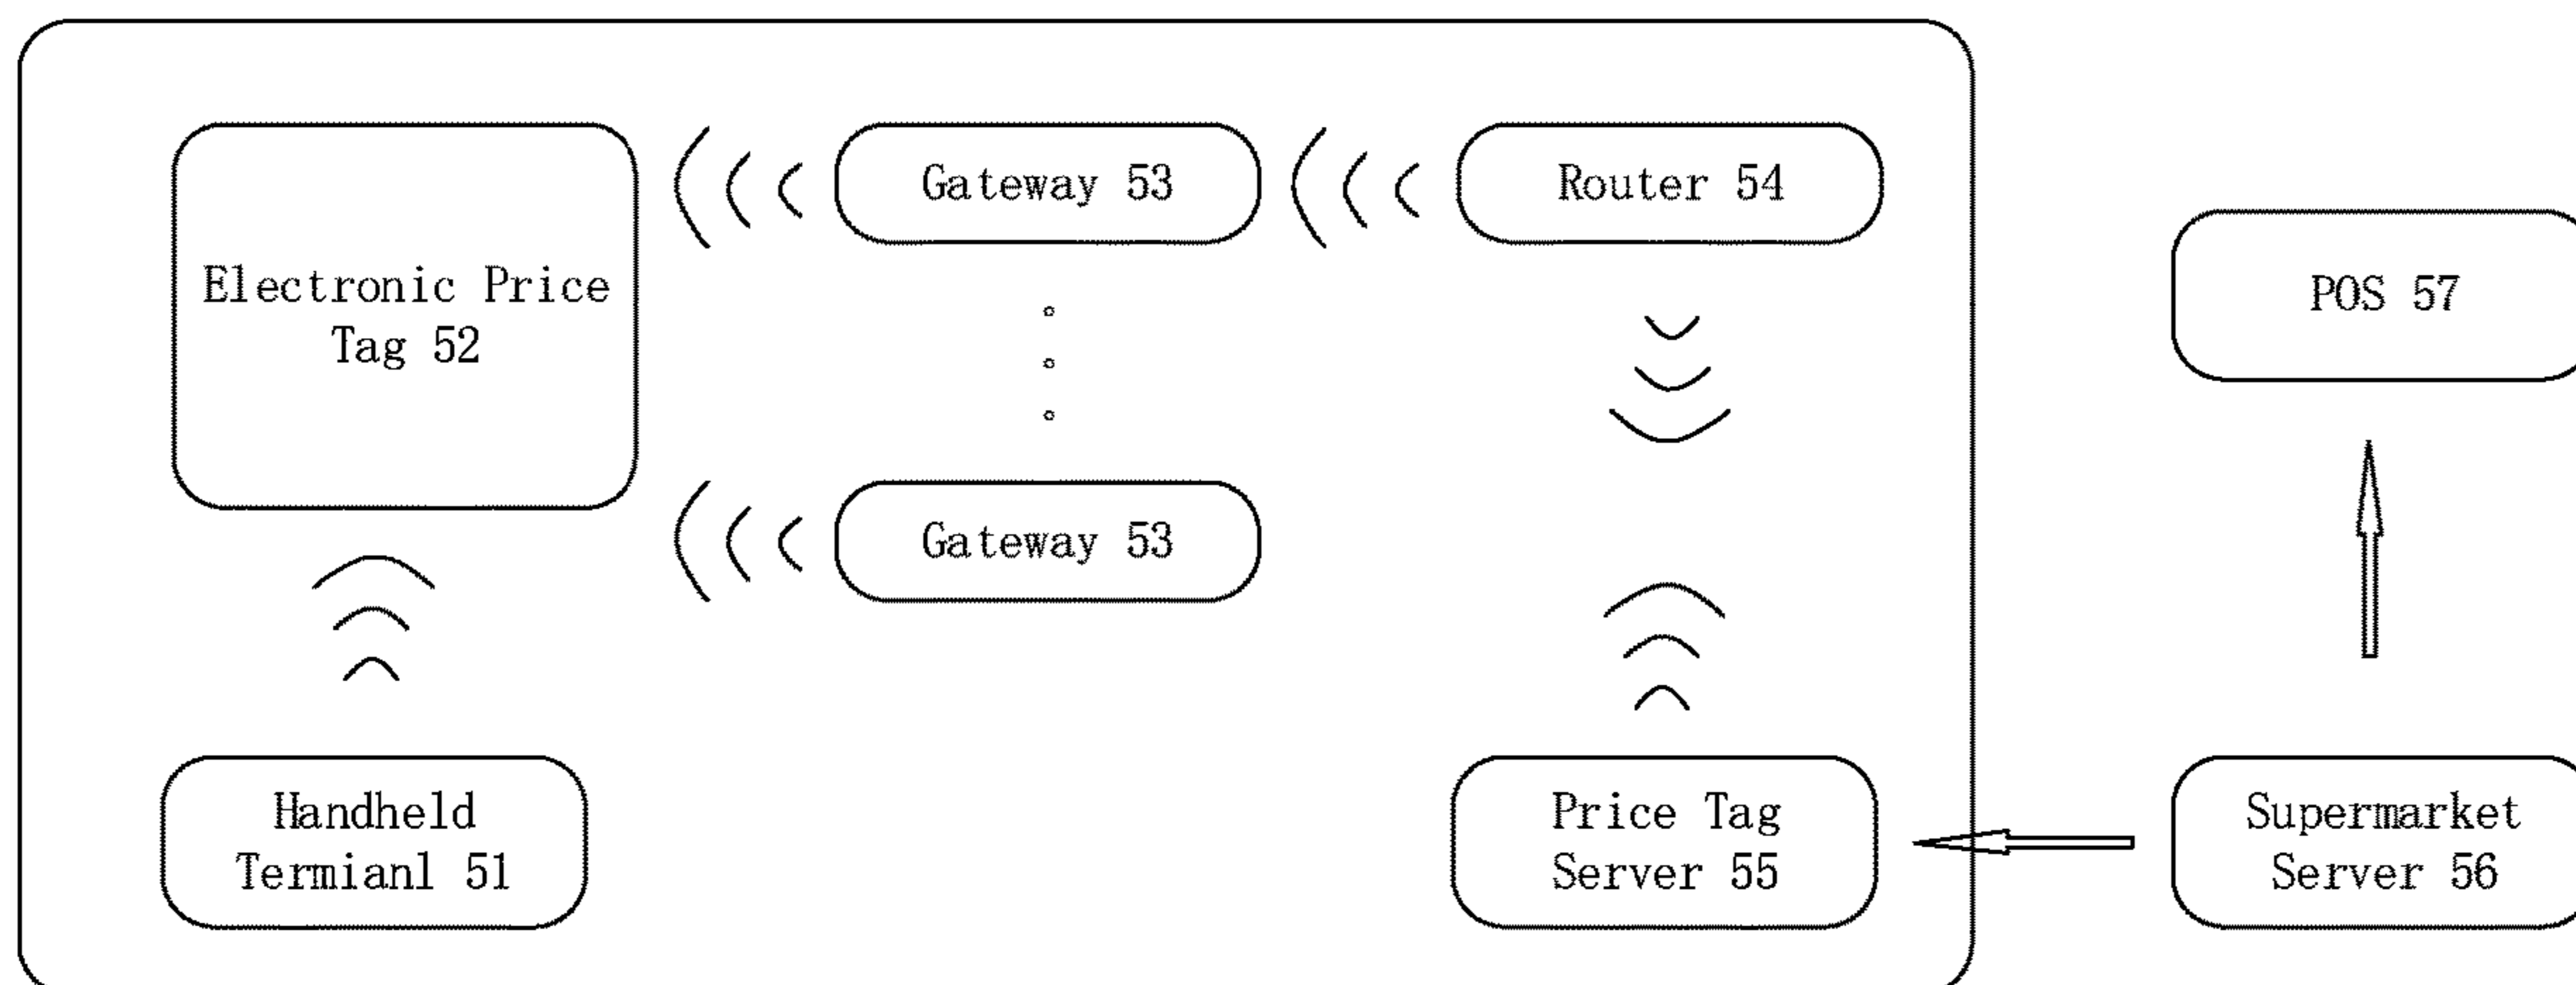 Gateway 53
Router 54
Electronic Price
Tag 52
POS 57
Gateway 53
Handheld
Termianl 51
Price Tag
Server 55
Supermarket
Server 56